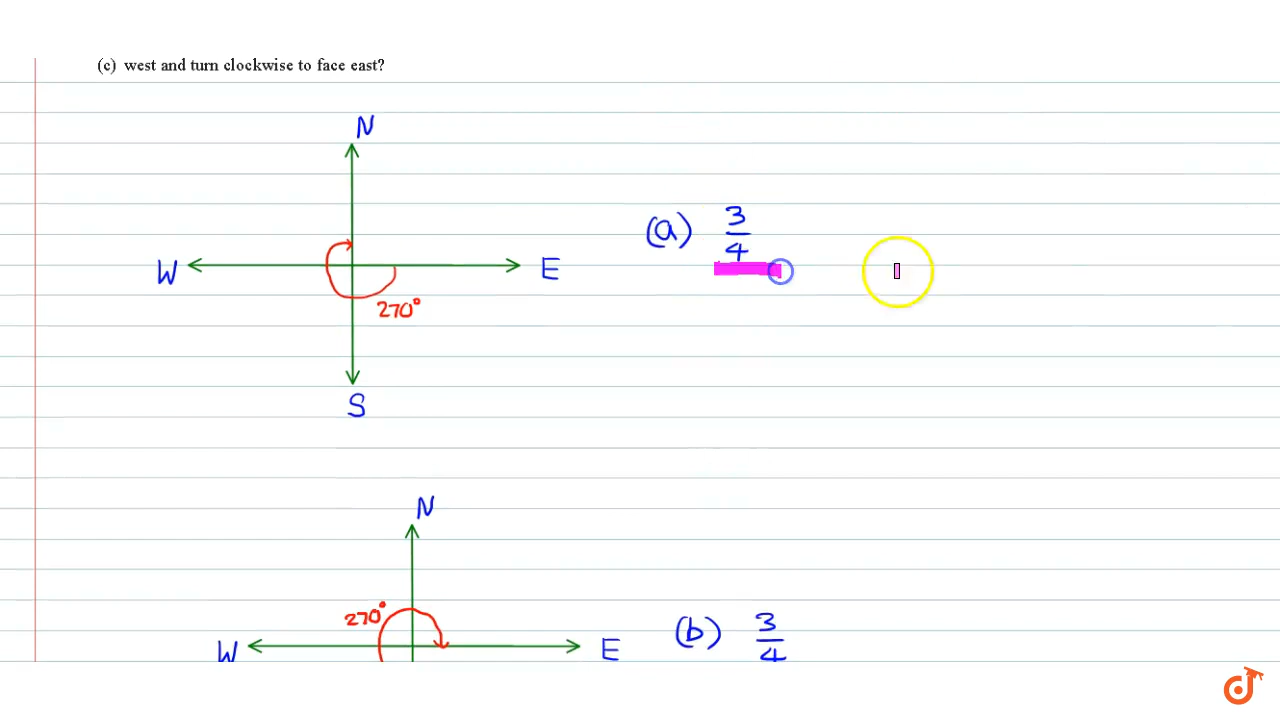 (c) west and turn clockwise to face east?
N
(a) 3/4
W E
270°
S
N
270°
(b) 3/4
W E